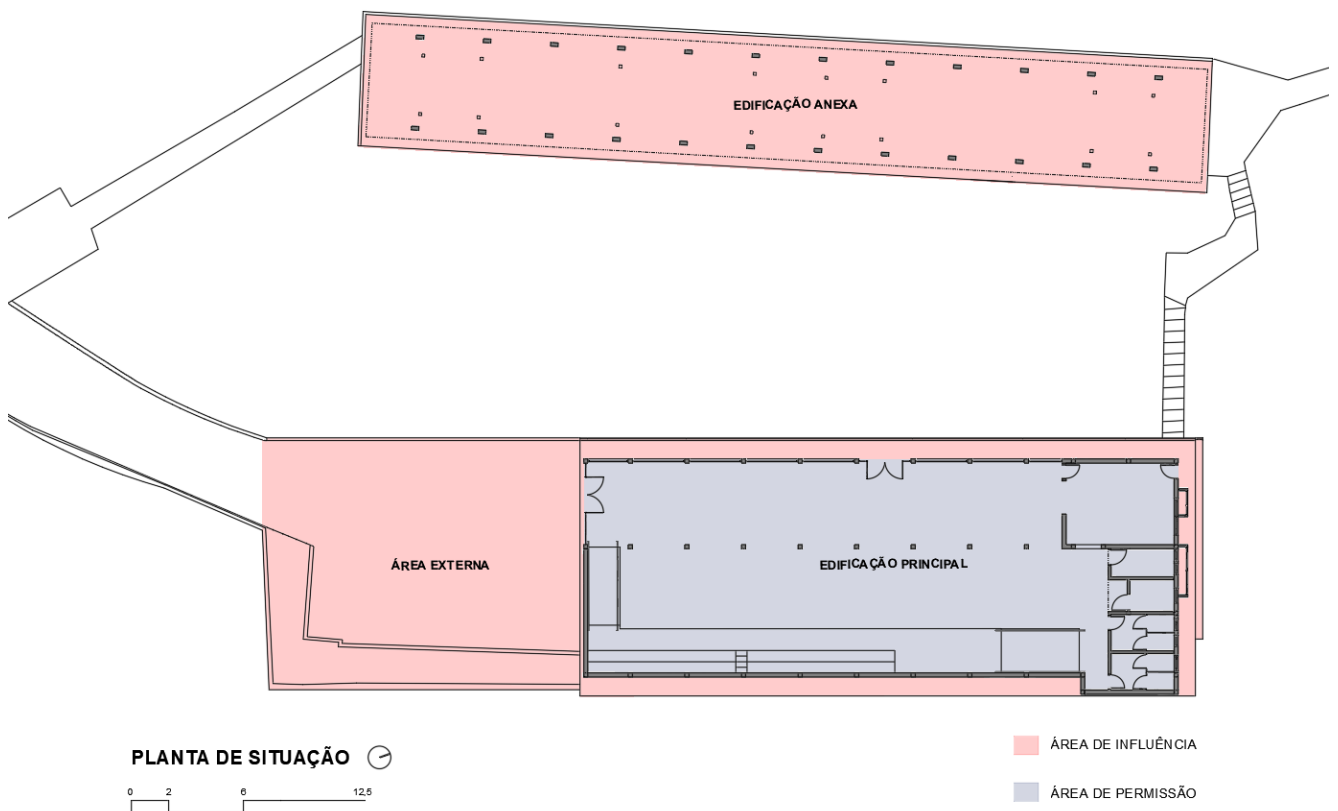 EDIFICAÇÃO ANEXA
ÁREA EXTERNA
EDIFICAÇÃO PRINCIPAL
PLANTA DE SITUAÇÃO
0 2 6 12,5
ÁREA DE INFLUÊNCIA
ÁREA DE PERMISSÃO